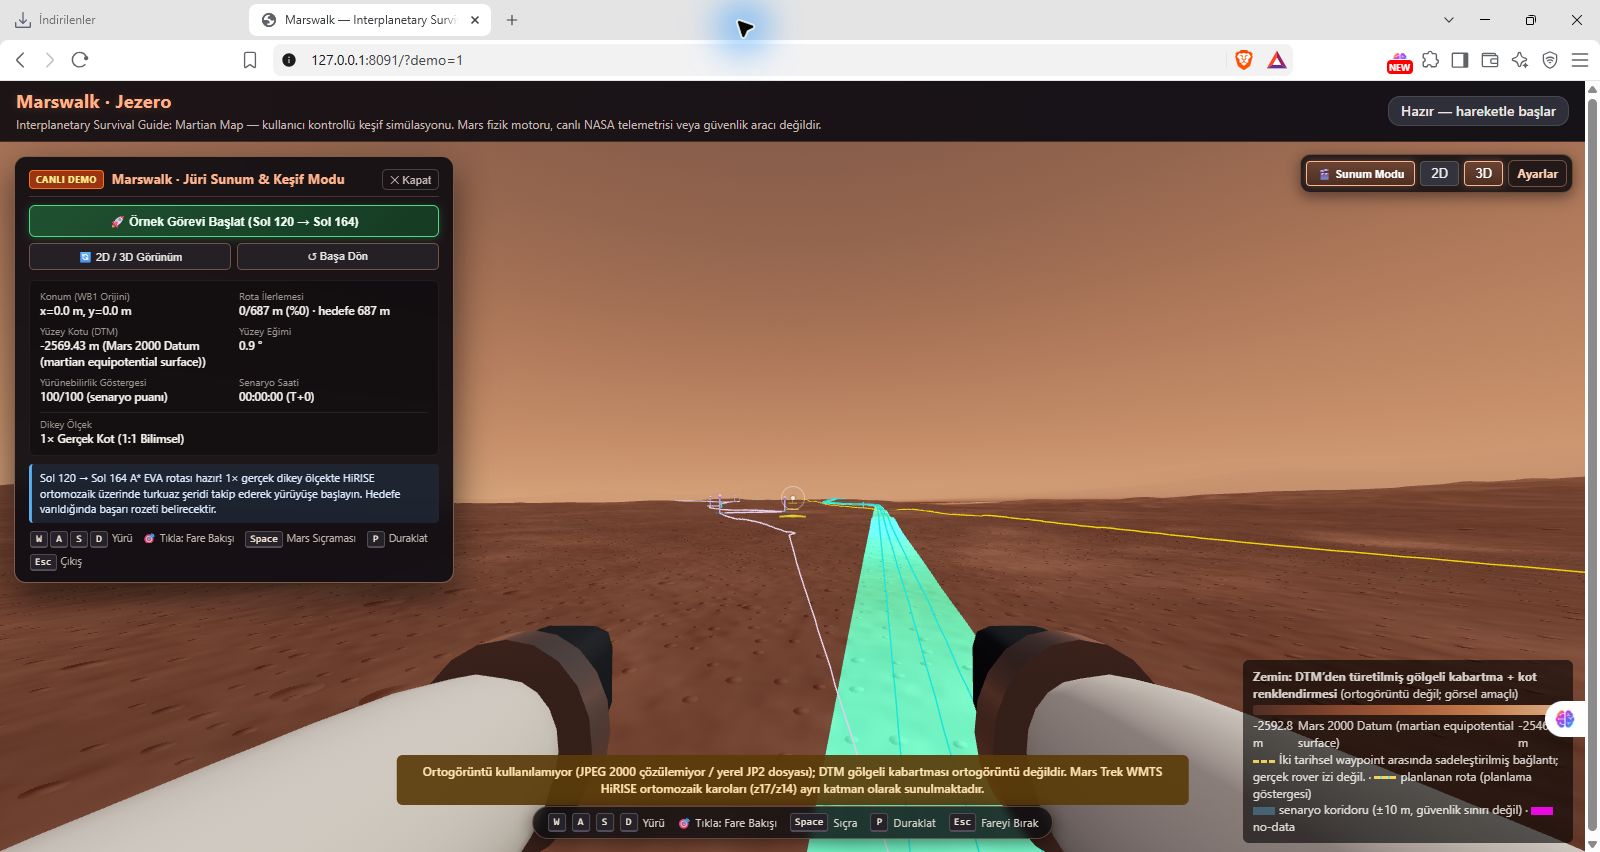 İndirilenler
Marswalk — Interplanetary Survi
127.0.0.1:8091/?demo=1
NEW
Marswalk · Jezero
Interplanetary Survival Guide: Martian Map — kullanıcı kontrollü keşif simülasyonu. Mars fizik motoru, canlı NASA telemetrisi veya güvenlik aracı değildir.
Hazır — hareketle başlar
CANLI DEMO Marswalk · Jüri Sunum & Keşif Modu
✕ Kapat
🚀 Örnek Görevi Başlat (Sol 120 → Sol 164)
2D / 3D Görünüm
↺ Başa Dön
Konum (WB1 Orijini)
x=0.0 m, y=0.0 m
Rota İlerlemesi
0/687 m (%0) · hedefe 687 m
Yüzey Kotu (DTM)
-2569.43 m (Mars 2000 Datum
(martian equipotential surface))
Yüzey Eğimi
0.9 °
Yürünebilirlik Göstergesi
100/100 (senaryo puanı)
Senaryo Saati
00:00:00 (T+0)
Dikey Ölçek
1× Gerçek Kot (1:1 Bilimsel)
Sol 120 → Sol 164 A* EVA rotası hazır! 1× gerçek dikey ölçekte HiRISE
ortomozaik üzerinde turkuaz şeridi takip ederek yürüyüşe başlayın. Hedefe
varıldığında başarı rozeti belirecektir.
W A S D Yürü 🎯 Tıkla: Fare Bakışı Space Mars Sıçraması P Duraklat
Esc Çıkış
Sunum Modu
2D
3D
Ayarlar
Zemin: DTM'den türetilmiş gölgeli kabartma + kot
renklendirmesi (ortogörüntü değil; görsel amaçlı)
-2592.8 Mars 2000 Datum (martian equipotential -2546
m surface) m
İki tarihsel waypoint arasında sadeleştirilmiş bağlantı;
gerçek rover izi değil. · planlanan rota (planlama
göstergesi)
senaryo koridoru (±10 m, güvenlik sınırı değil) ·
no-data
Ortogörüntü kullanılamıyor (JPEG 2000 çözülemiyor / yerel JP2 dosyası); DTM gölgeli kabartması ortogörüntü değildir. Mars Trek WMTS
HiRISE ortomozaik karoları (z17/z14) ayrı katman olarak sunulmaktadır.
W A S D Yürü 🎯 Tıkla: Fare Bakışı Space Sıçra P Duraklat Esc Fareyi Bırak